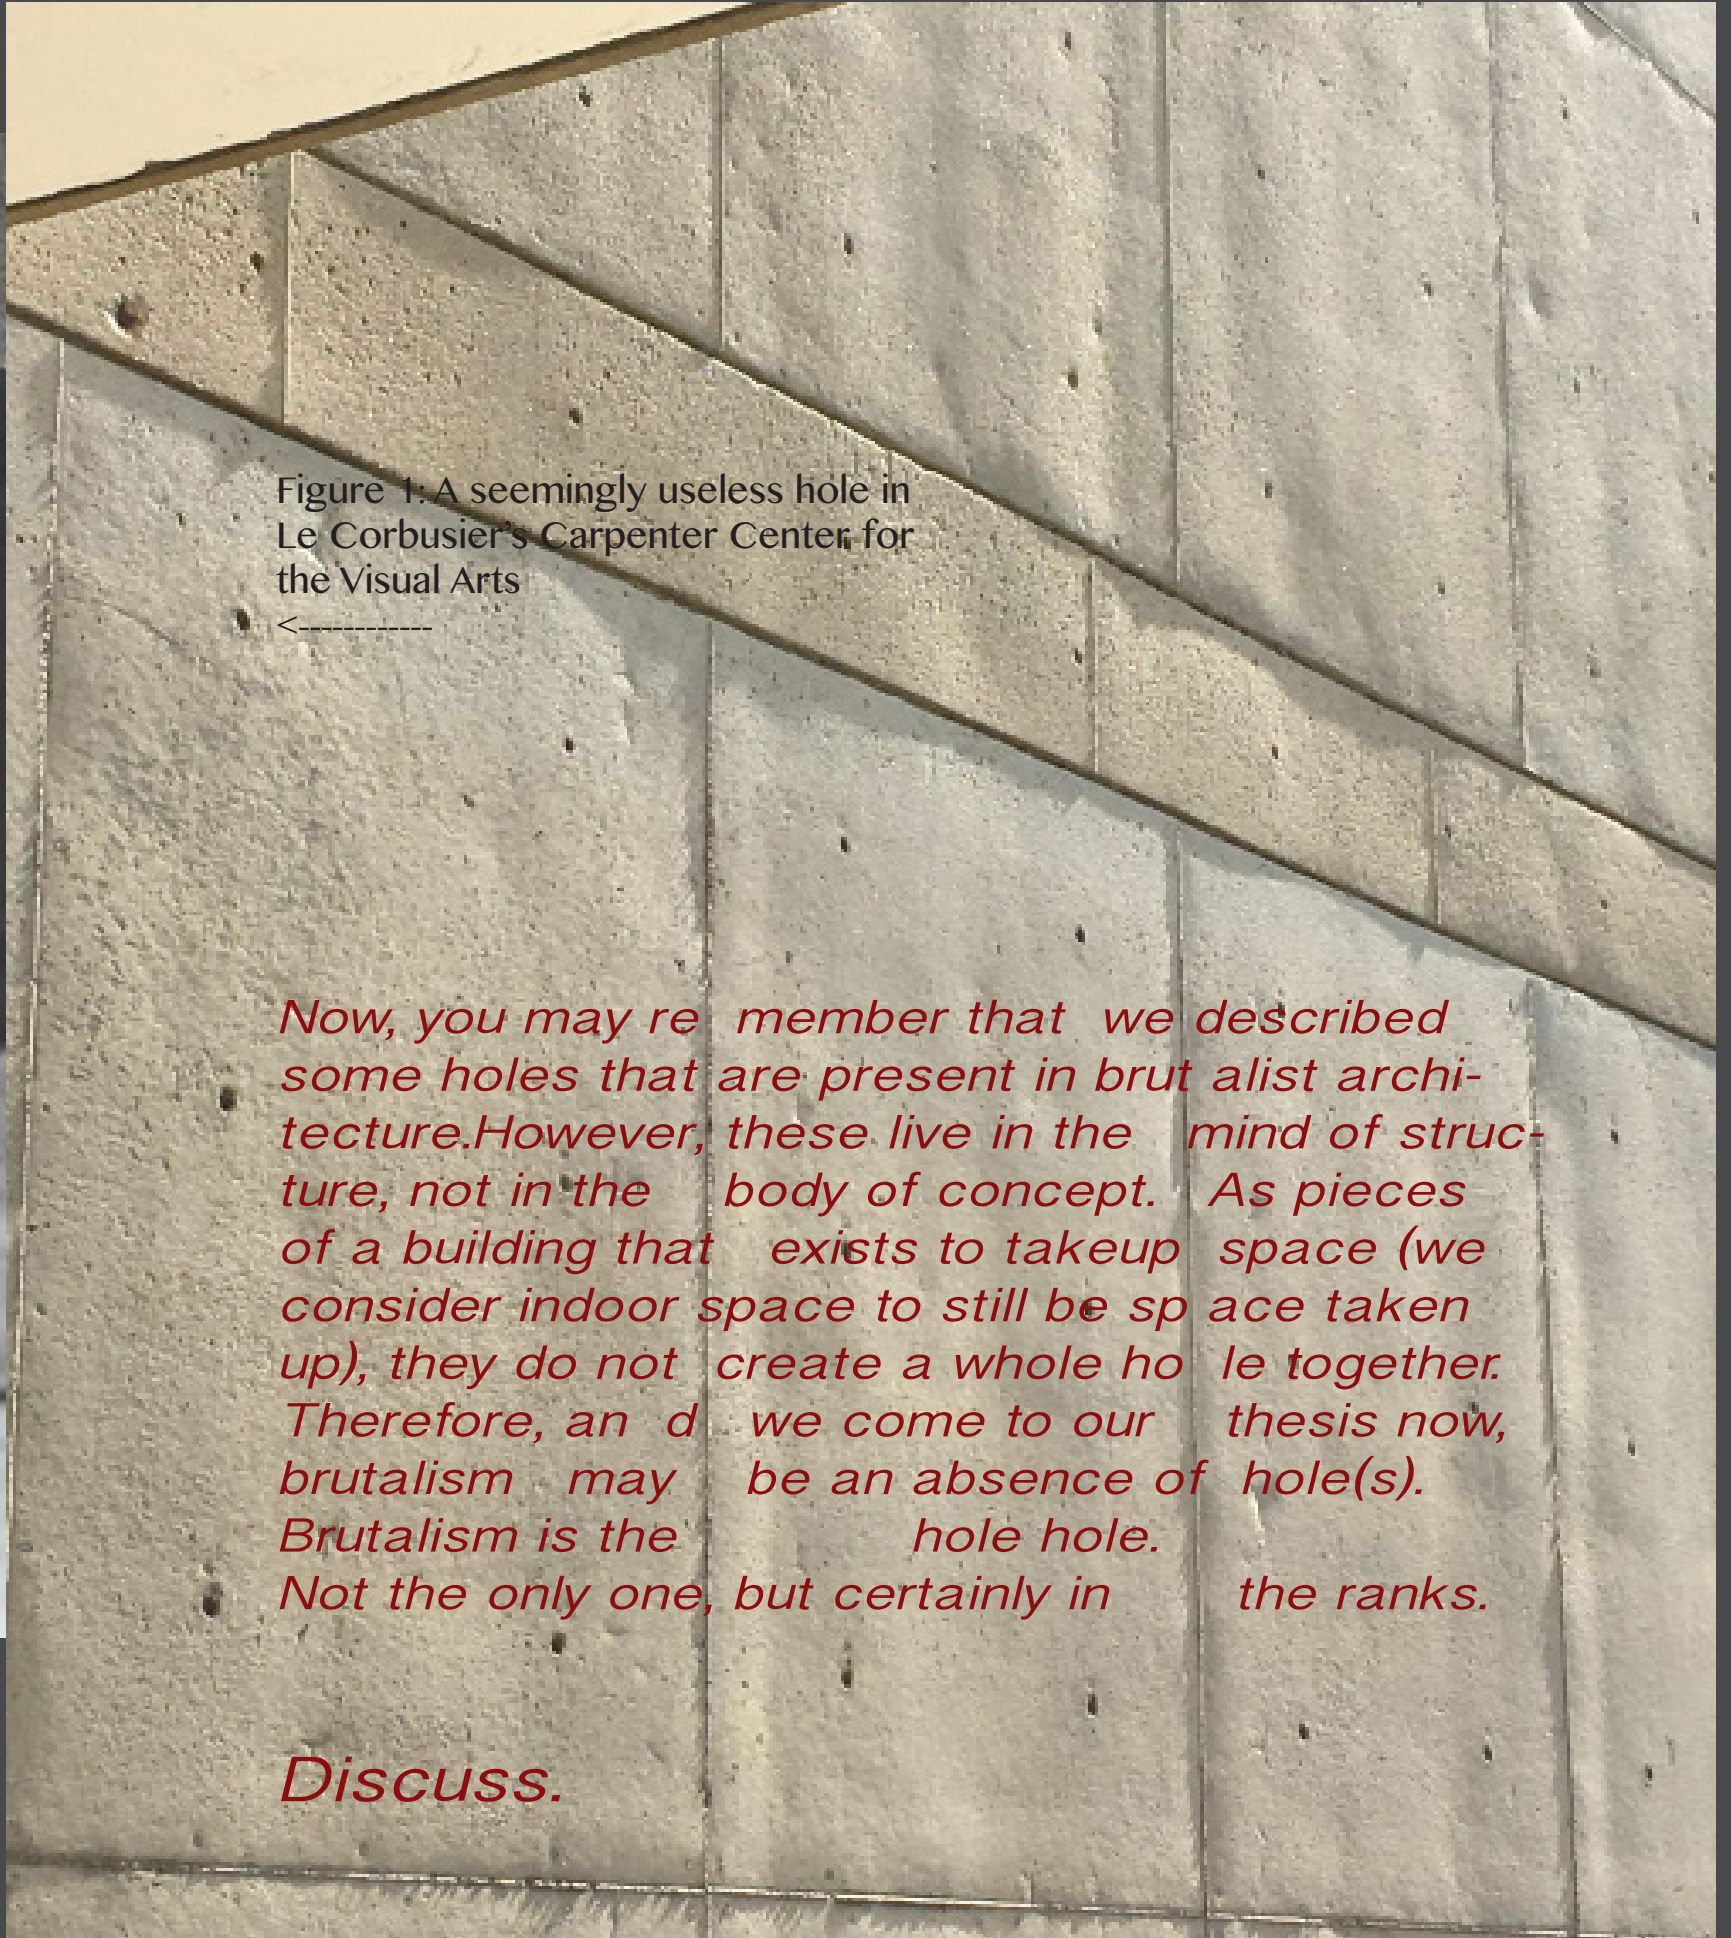 Figure 1: A seemingly useless hole in
Le Corbusier's Carpenter Center for
the Visual Arts
<------------
Now, you may re  member that  we described
some holes that are present in brut alist archi-
tecture.However, these live in the   mind of struc-
ture, not in the    body of concept.   As pieces
of a building that   exists to takeup  space (we
consider indoor space to still be sp ace taken
up), they do not  create a whole ho  le together.
Therefore, an  d   we come to our    thesis now,
brutalism   may    be an absence of  hole(s).
Brutalism is the             hole hole.
Not the only one, but certainly in       the ranks.
Discuss.